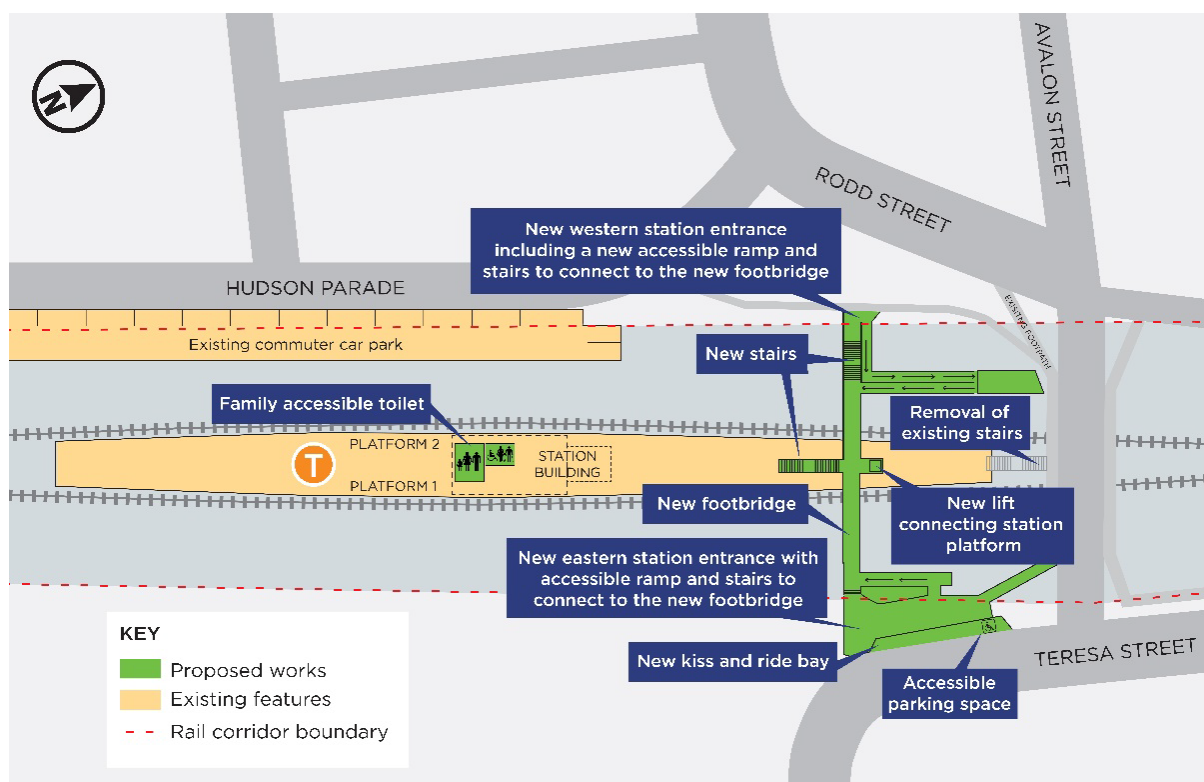 N
AVALON STREET
RODD STREET
New western station entrance
including a new accessible ramp and
stairs to connect to the new footbridge
HUDSON PARADE
EXISTING FOOTPATH
Existing commuter car park
New stairs
Family accessible toilet
Removal of
existing stairs
PLATFORM 2
T
STATION
BUILDING
PLATFORM 1
New footbridge
New lift
connecting station
platform
New eastern station entrance with
accessible ramp and stairs to
connect to the new footbridge
KEY
Proposed works
Existing features
Rail corridor boundary
New kiss and ride bay
TERESA STREET
Accessible
parking space